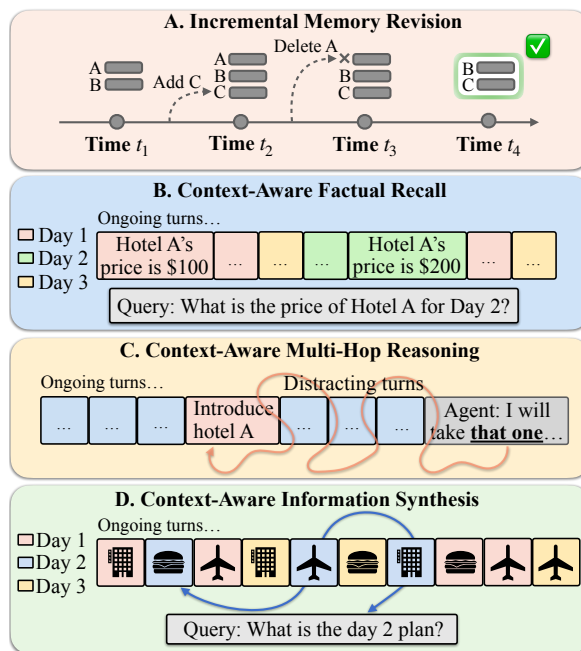 A. Incremental Memory Revision
A
B
Add C
A
B
C
Delete A
A
B
C
B
C
Time t1
Time t2
Time t3
Time t4
B. Context-Aware Factual Recall
Ongoing turns…
Day 1
Day 2
Day 3
Hotel A's
price is $100
…
…
…
Hotel A's
price is $200
…
…
Query: What is the price of Hotel A for Day 2?
C. Context-Aware Multi-Hop Reasoning
Ongoing turns…
Distracting turns
…
…
…
Introduce
hotel A
…
…
…
Agent: I will
take that one…
D. Context-Aware Information Synthesis
Ongoing turns…
Day 1
Day 2
Day 3
Query: What is the day 2 plan?